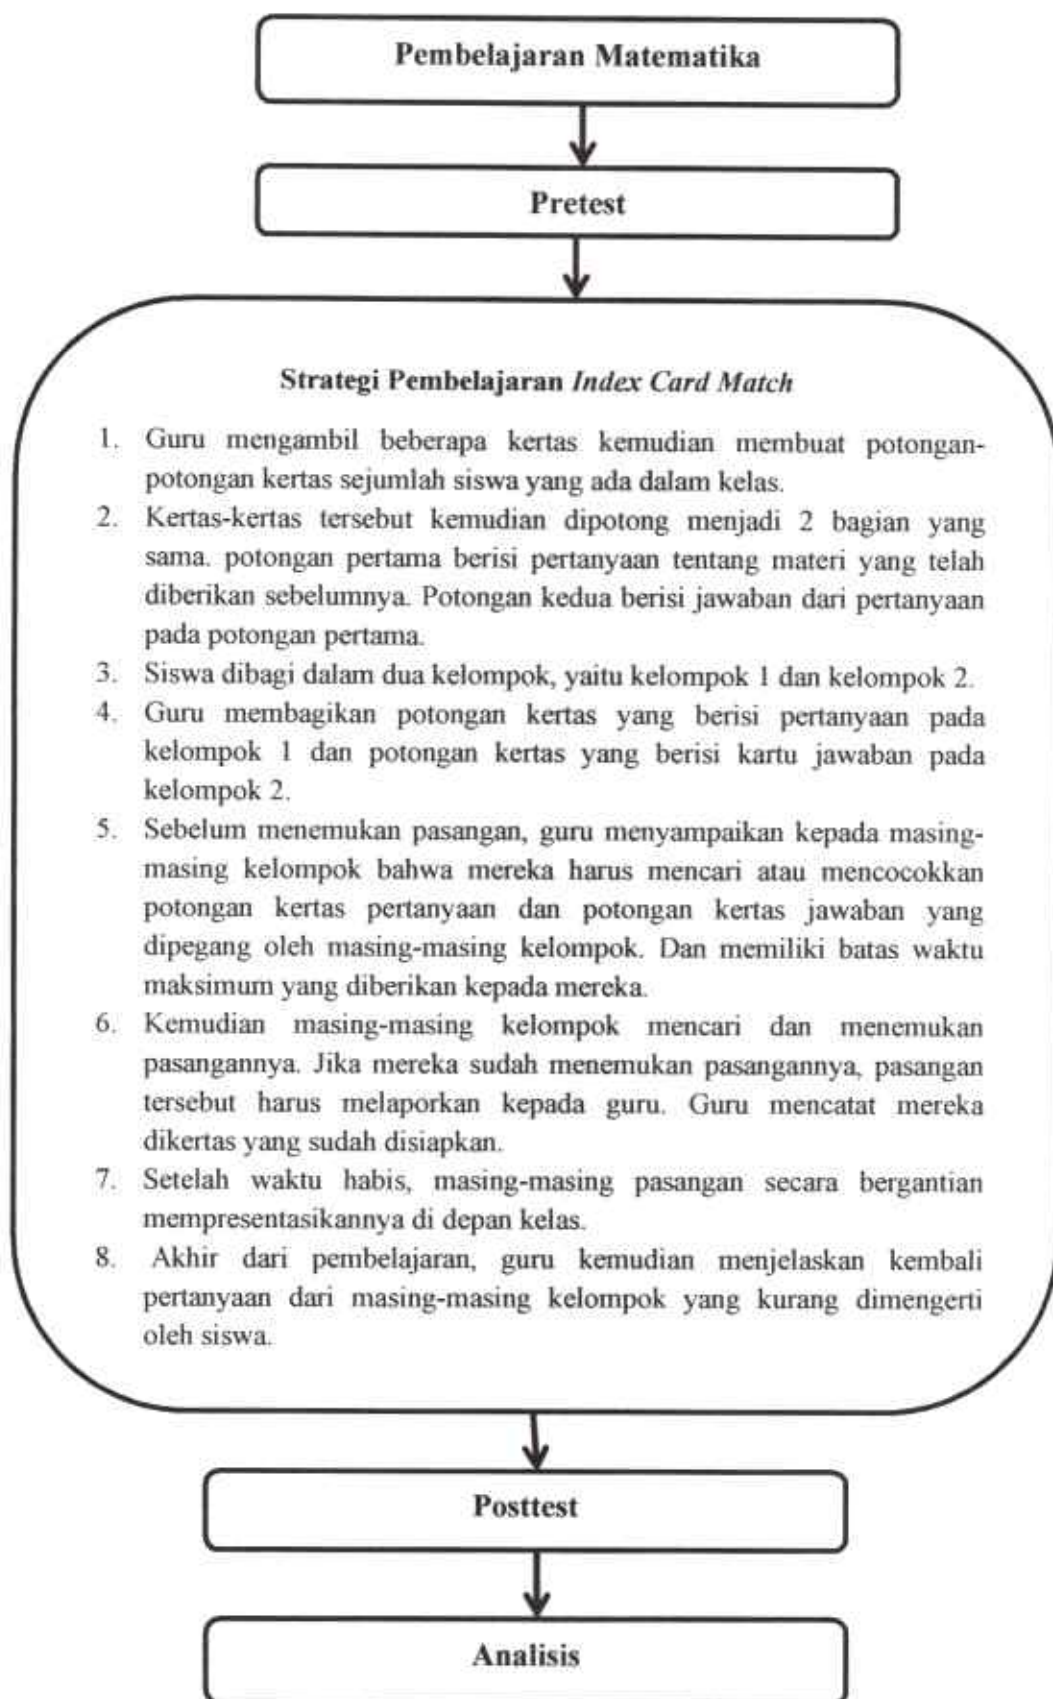 Pembelajaran Matematika
Pretest
Strategi Pembelajaran Index Card Match
1. Guru mengambil beberapa kertas kemudian membuat potongan-
potongan kertas sejumlah siswa yang ada dalam kelas.
2. Kertas-kertas tersebut kemudian dipotong menjadi 2 bagian yang
sama. potongan pertama berisi pertanyaan tentang materi yang telah
diberikan sebelumnya. Potongan kedua berisi jawaban dari pertanyaan
pada potongan pertama.
3. Siswa dibagi dalam dua kelompok, yaitu kelompok 1 dan kelompok 2.
4. Guru membagikan potongan kertas yang berisi pertanyaan pada
kelompok 1 dan potongan kertas yang berisi kartu jawaban pada
kelompok 2.
5. Sebelum menemukan pasangan, guru menyampaikan kepada masing-
masing kelompok bahwa mereka harus mencari atau mencocokkan
potongan kertas pertanyaan dan potongan kertas jawaban yang
dipegang oleh masing-masing kelompok. Dan memiliki batas waktu
maksimum yang diberikan kepada mereka.
6. Kemudian masing-masing kelompok mencari dan menemukan
pasangannya. Jika mereka sudah menemukan pasangannya, pasangan
tersebut harus melaporkan kepada guru. Guru mencatat mereka
dikertas yang sudah disiapkan.
7. Setelah waktu habis, masing-masing pasangan secara bergantian
mempresentasikannya di depan kelas.
8. Akhir dari pembelajaran, guru kemudian menjelaskan kembali
pertanyaan dari masing-masing kelompok yang kurang dimengerti
oleh siswa.
Posttest
Analisis